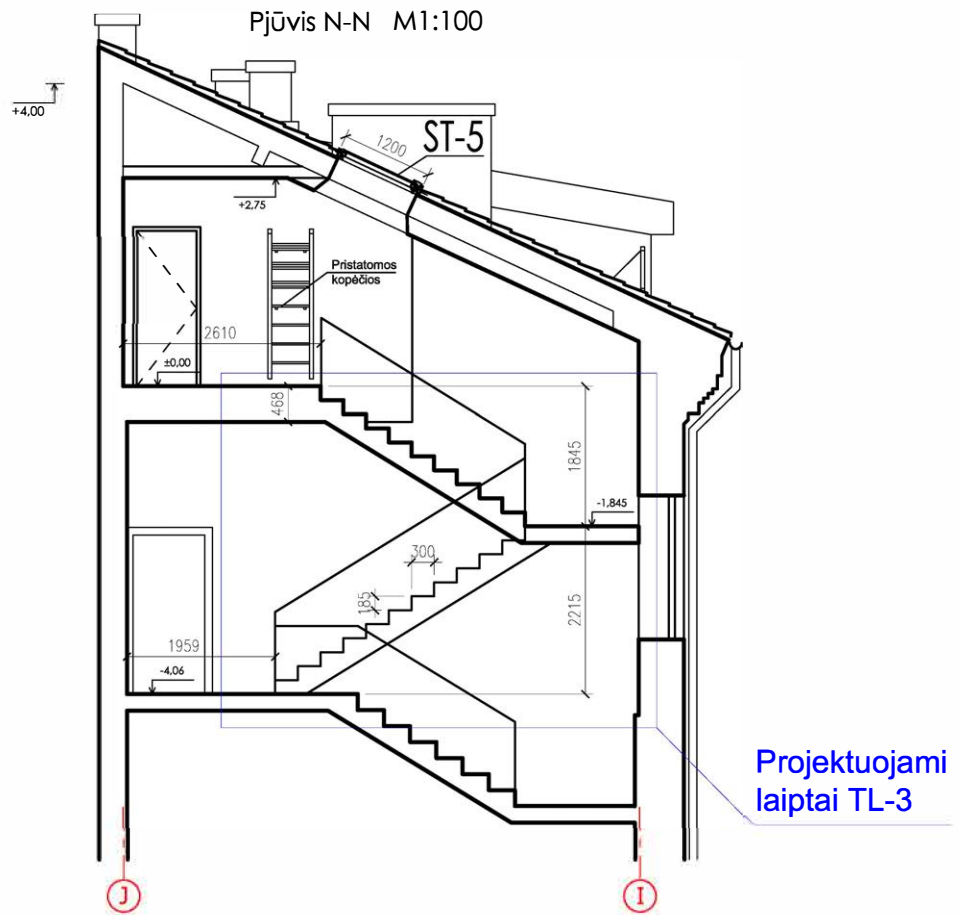 Pjūvis N-N M1:100
+4,00
ST-5
1200
+2,75
Pristatomos
kopėčios
2610
±0,00
468
1845
-1,845
300
185
2215
1959
-4,06
Projektuojami
laiptai TL-3
J
I